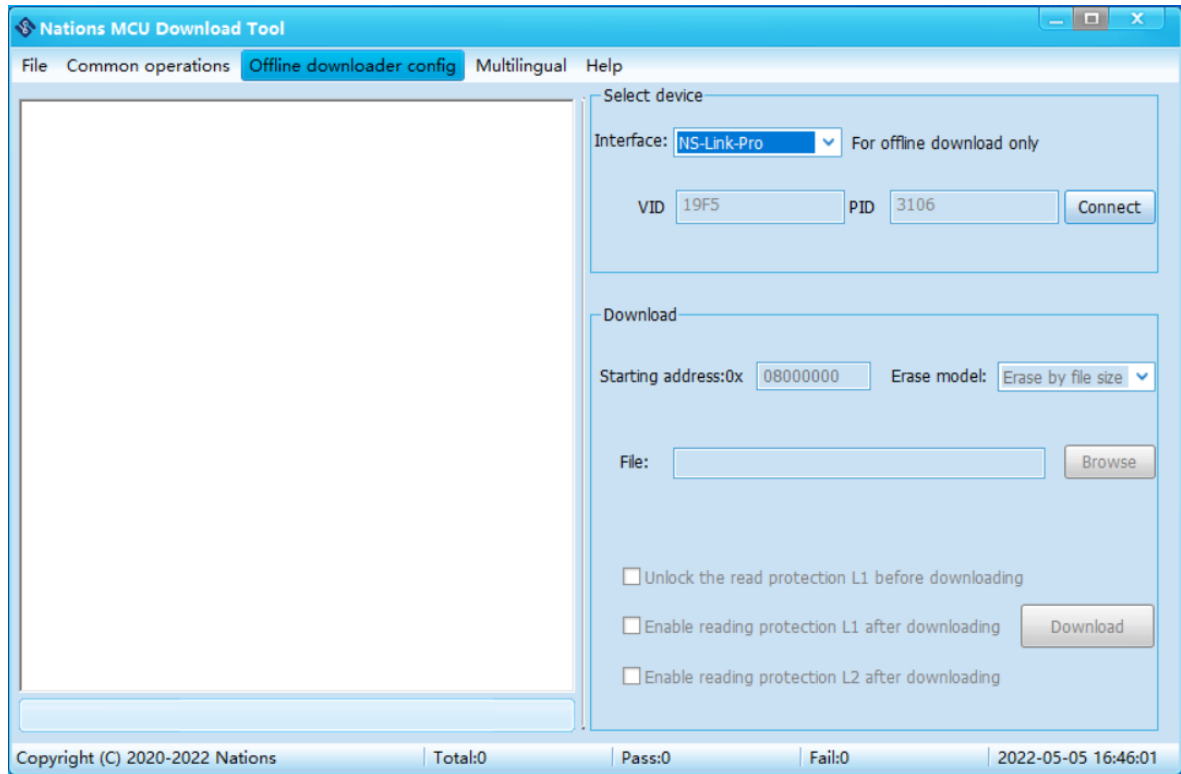 Nations MCU Download Tool
File Common operations Offline downloader config Multilingual Help
Select device
Interface: NS-Link-Pro For offline download only
VID 19F5 PID 3106 Connect
Download
Starting address:0x 08000000 Erase model: Erase by file size
File: Browse
Unlock the read protection L1 before downloading
Enable reading protection L1 after downloading Download
Enable reading protection L2 after downloading
Copyright (C) 2020-2022 Nations Total:0 Pass:0 Fail:0 2022-05-05 16:46:01